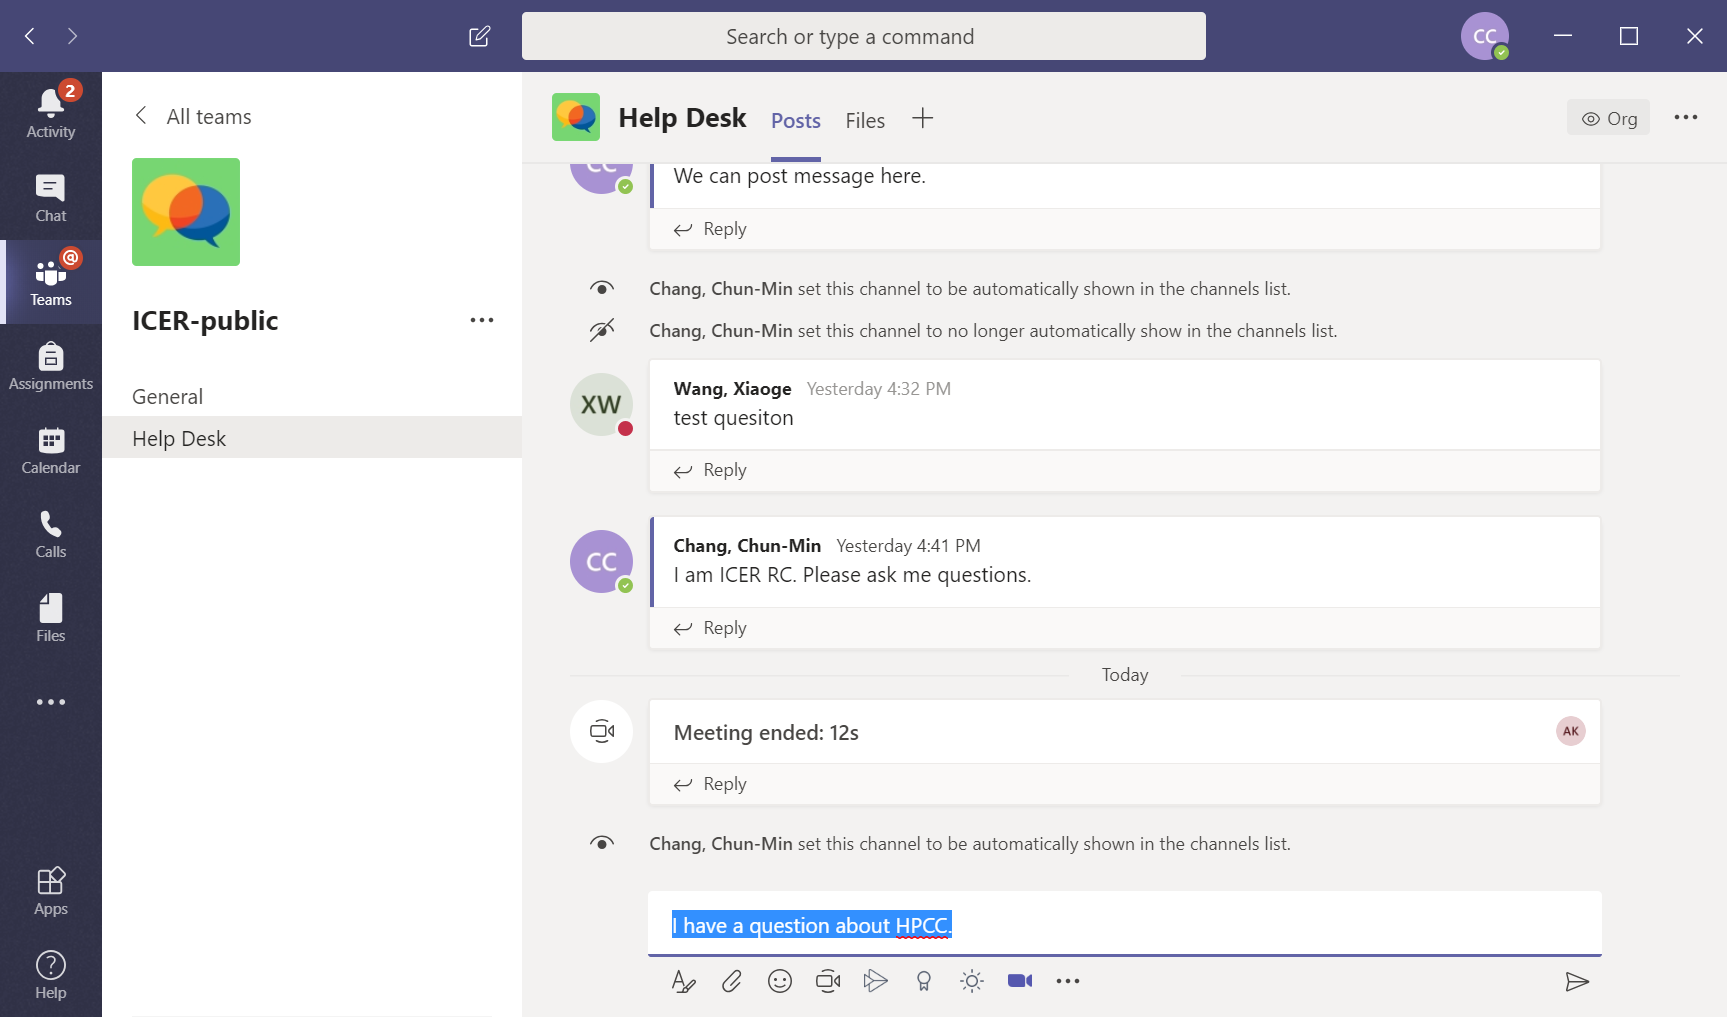 Search or type a command
CC
2
Activity
Chat
@
Teams
Assignments
Calendar
Calls
Files
Apps
Help
All teams
ICER-public
General
Help Desk
Help Desk
Posts
Files
Org
CC
We can post message here.
Reply
Chang, Chun-Min set this channel to be automatically shown in the channels list.
Chang, Chun-Min set this channel to no longer automatically show in the channels list.
XW
Wang, Xiaoge Yesterday 4:32 PM
test quesiton
Reply
CC
Chang, Chun-Min Yesterday 4:41 PM
I am ICER RC. Please ask me questions.
Reply
Today
Meeting ended: 12s
AK
Reply
Chang, Chun-Min set this channel to be automatically shown in the channels list.
I have a question about HPCC.